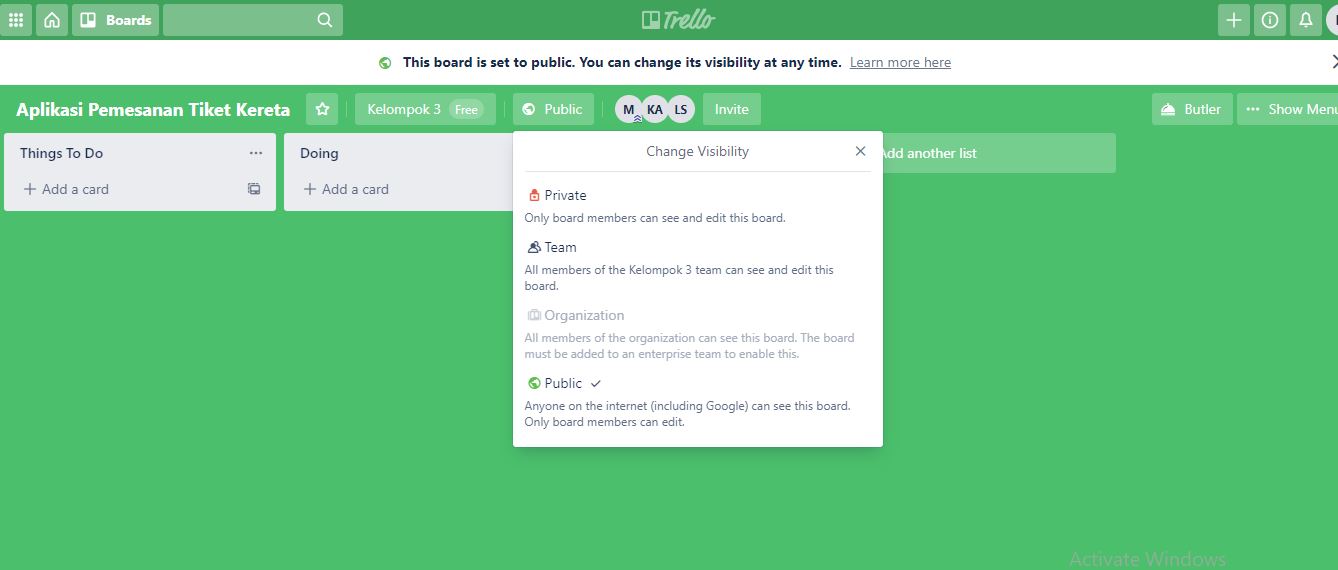 Boards
Trello
This board is set to public. You can change its visibility at any time. Learn more here
Aplikasi Pemesanan Tiket Kereta
Kelompok 3 Free
Public
M KA LS
Invite
Butler
Show Menu
Things To Do
Add a card
Doing
Add a card
Add another list
Change Visibility
Private
Only board members can see and edit this board.
Team
All members of the Kelompok 3 team can see and edit this
board.
Organization
All members of the organization can see this board. The board
must be added to an enterprise team to enable this.
Public
Anyone on the internet (including Google) can see this board.
Only board members can edit.
Activate Windows